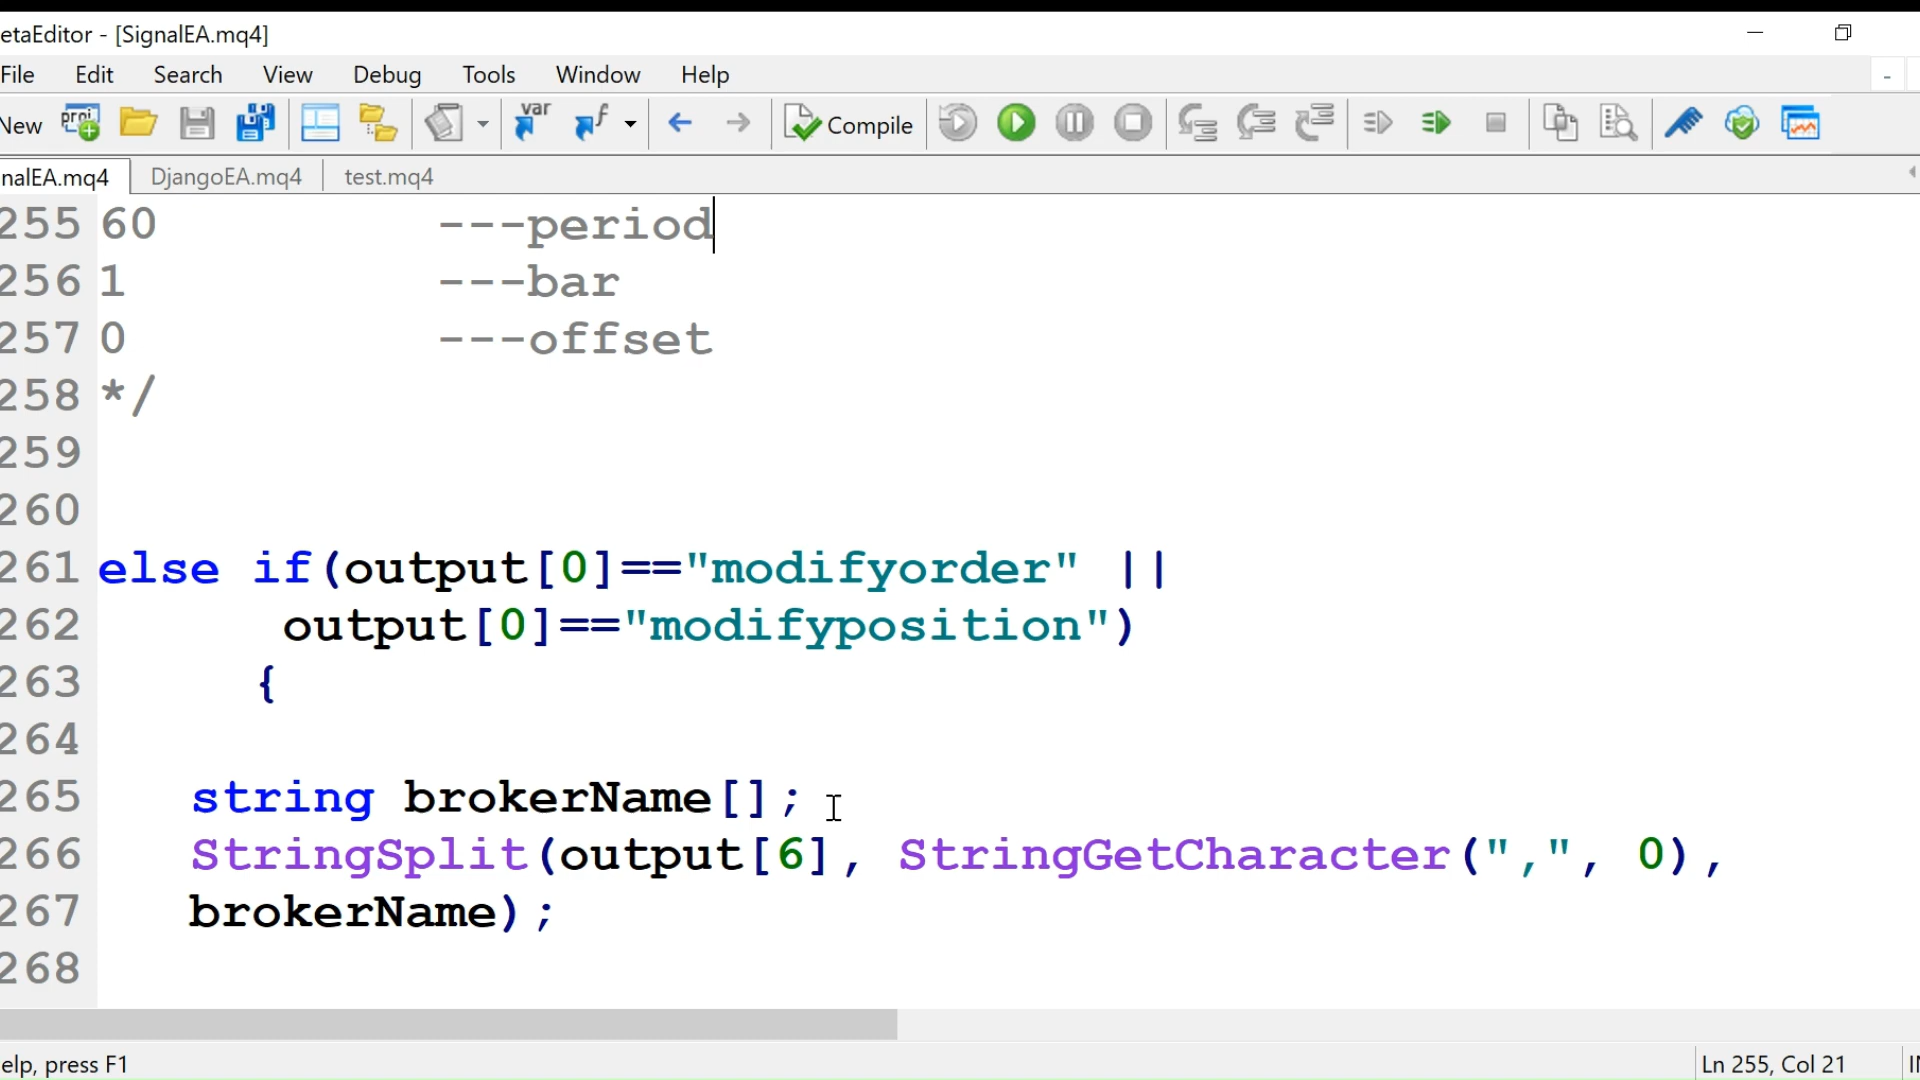 etaEditor - [SignalEA.mq4]
File Edit Search View Debug Tools Window Help
New proj var f Compile
nalEA.mq4 DjangoEA.mq4 test.mq4
255 60 ---period
256 1 ---bar
257 0 ---offset
258 */
259
260
261 else if(output[0]=="modifyorder" ||
262 output[0]=="modifyposition")
263 {
264
265 string brokerName[];
266 StringSplit(output[6], StringGetCharacter(",", 0),
267 brokerName);
268
elp, press F1 Ln 255, Col 21